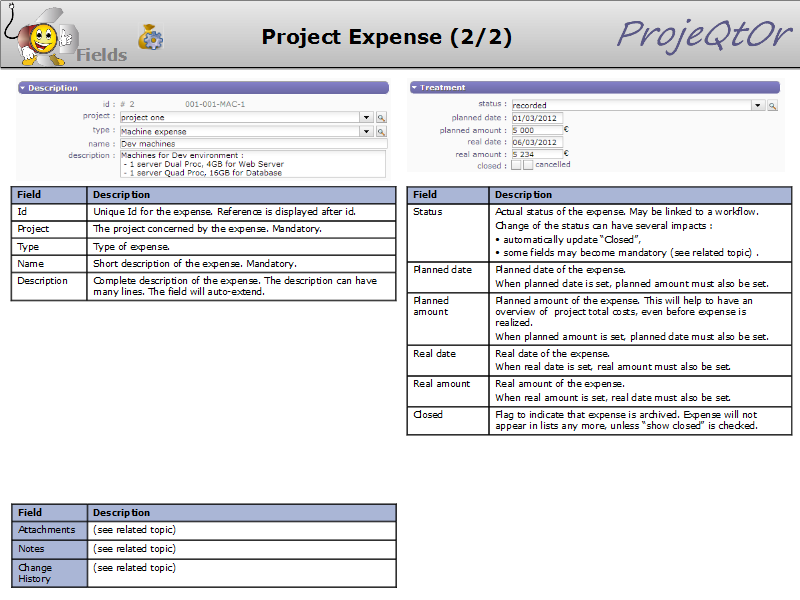 Fields
Project Expense (2/2)
ProjeQtOr
Description
id : # 2 001-001-MAC-1
project : project one
type : Machine expense
name : Dev machines
description : Machines for Dev environment :
- 1 server Dual Proc, 4GB for Web Server
- 1 server Quad Proc, 16GB for Database
Field Description
Id Unique Id for the expense. Reference is displayed after id.
Project The project concerned by the expense. Mandatory.
Type Type of expense.
Name Short description of the expense. Mandatory.
Description Complete description of the expense. The description can have
many lines. The field will auto-extend.
Treatment
status : recorded
planned date : 01/03/2012
planned amount : 5 000 €
real date : 06/03/2012
real amount : 5 234 €
closed : cancelled
Field Description
Status Actual status of the expense. May be linked to a workflow.
Change of the status can have several impacts :
• automatically update “Closed”,
• some fields may become mandatory (see related topic) .
Planned date Planned date of the expense.
When planned date is set, planned amount must also be set.
Planned Planned amount of the expense. This will help to have an
amount overview of project total costs, even before expense is
realized.
When planned amount is set, planned date must also be set.
Real date Real date of the expense.
When real date is set, real amount must also be set.
Real amount Real amount of the expense.
When real amount is set, real date must also be set.
Closed Flag to indicate that expense is archived. Expense will not
appear in lists any more, unless “show closed” is checked.
Field Description
Attachments (see related topic)
Notes (see related topic)
Change (see related topic)
History